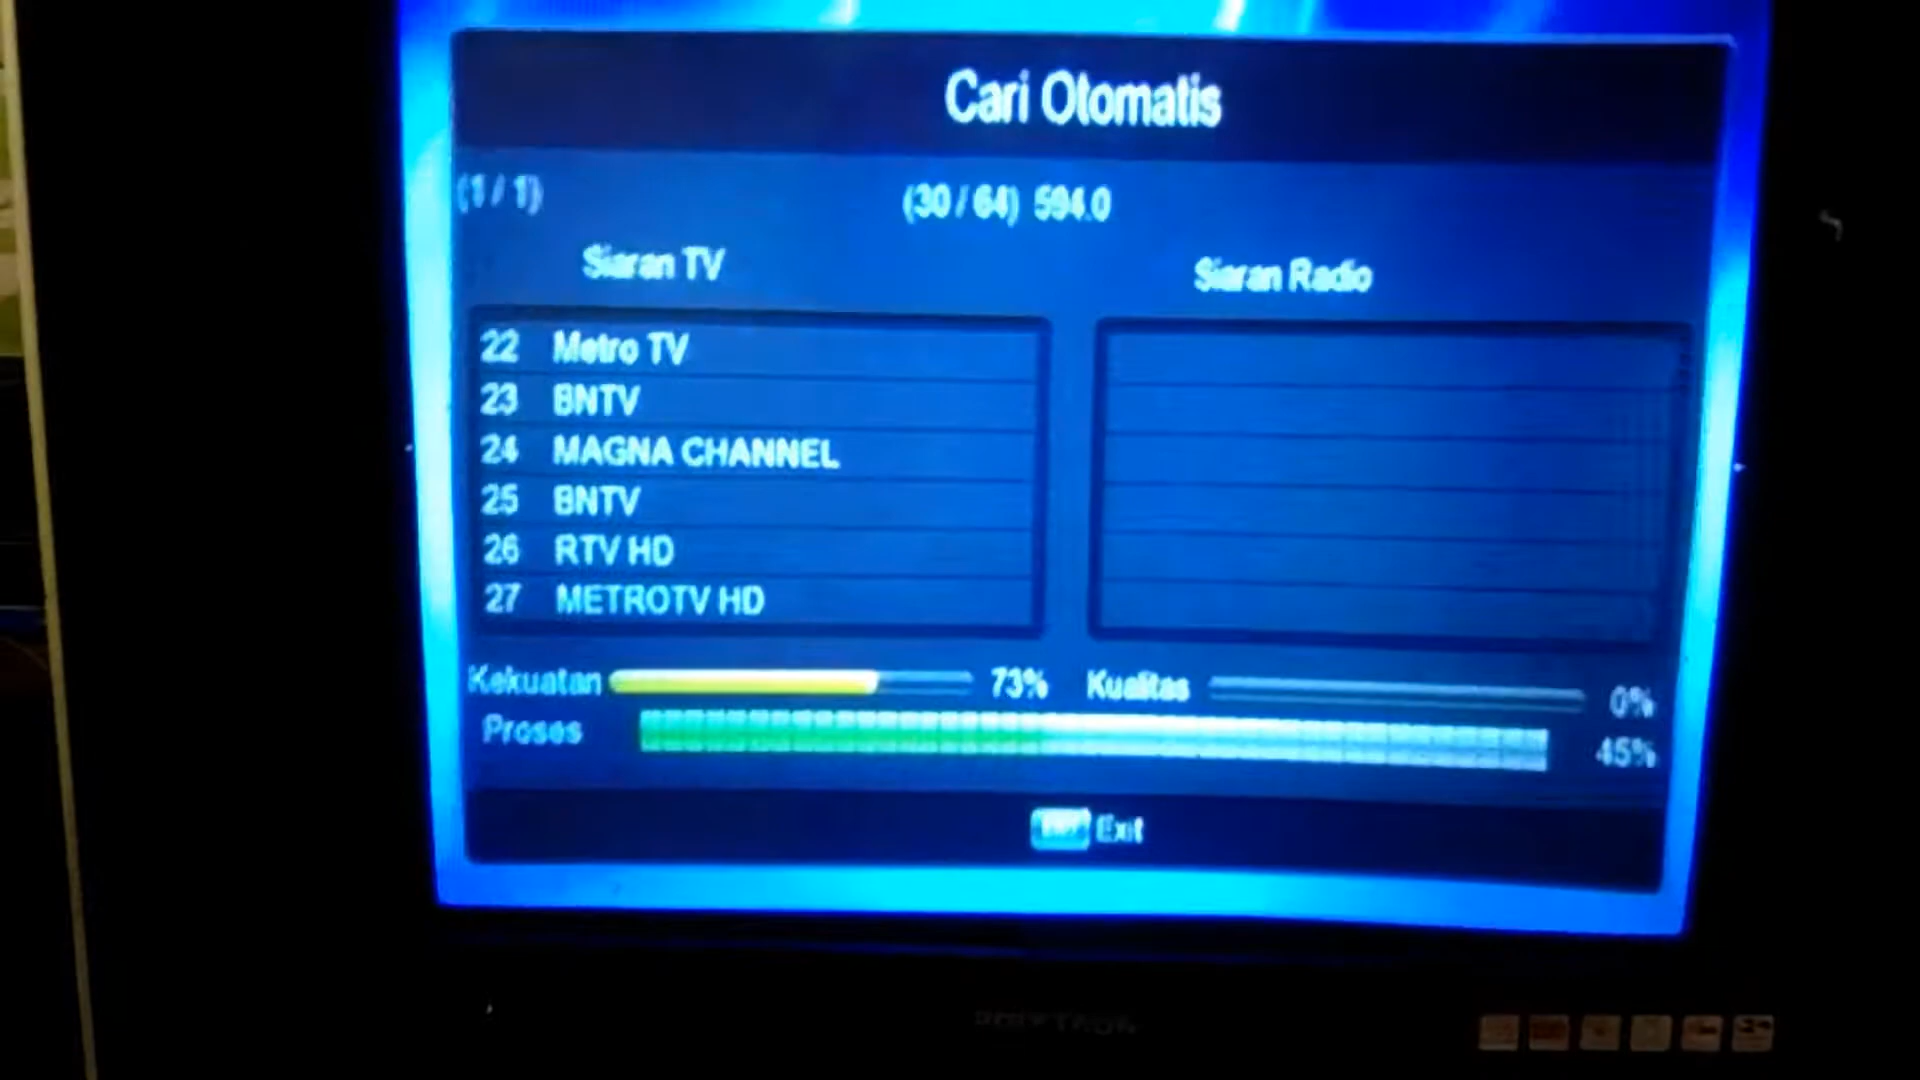 Cari Otomatis
(1 / 1)
(30 / 64) 594.0
Siaran TV
Siaran Radio
22 Metro TV
23 BNTV
24 MAGNA CHANNEL
25 BNTV
26 RTV HD
27 METROTV HD
Kekuatan 73% Kualitas 0%
Proses 45%
Exit